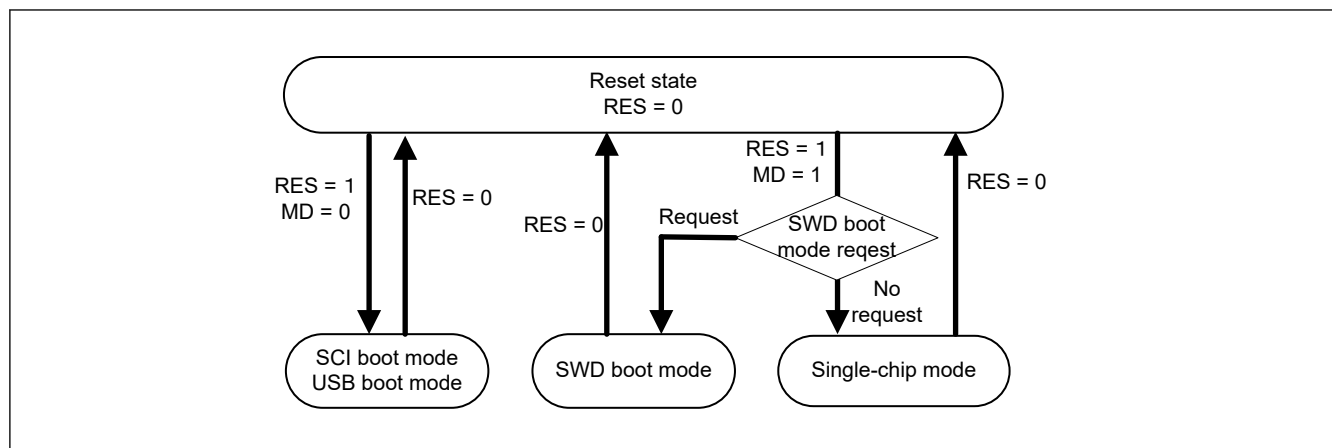 Reset state
RES = 0
RES = 1
MD = 0
RES = 0
RES = 0
RES = 1
MD = 1
RES = 0
Request
SWD boot
mode reqest
No
request
SCI boot mode
USB boot mode
SWD boot mode
Single-chip mode